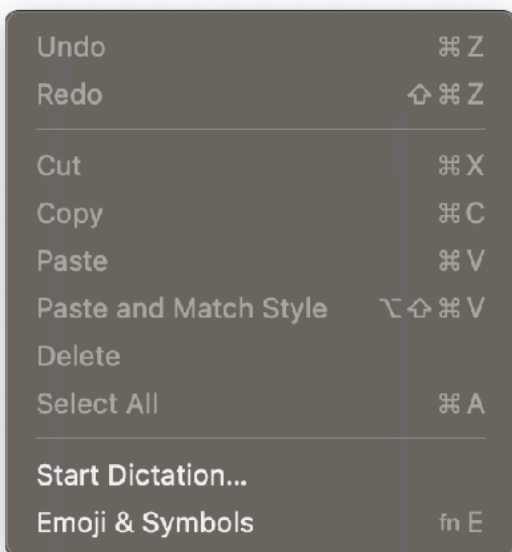 Undo ⌘ Z
Redo ⇧ ⌘ Z
Cut ⌘ X
Copy ⌘ C
Paste ⌘ V
Paste and Match Style ⌥ ⇧ ⌘ V
Delete
Select All ⌘ A
Start Dictation...
Emoji & Symbols fn E